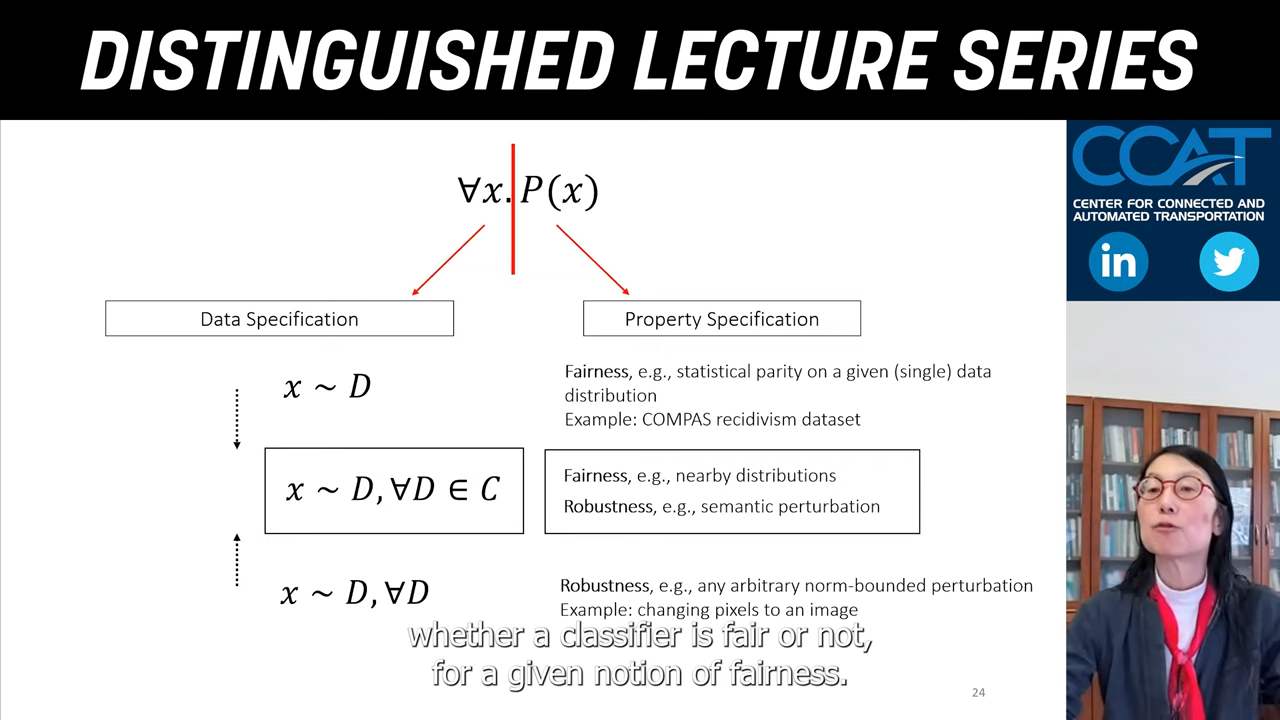 DISTINGUISHED LECTURE SERIES
∀x. P(x)
CCAT
CENTER FOR CONNECTED AND
AUTOMATED TRANSPORTATION
in
Data Specification
Property Specification
x ~ D
Fairness, e.g., statistical parity on a given (single) data
distribution
Example: COMPAS recidivism dataset
x ~ D, ∀D ∈ C
Fairness, e.g., nearby distributions
Robustness, e.g., semantic perturbation
x ~ D, ∀D
Robustness, e.g., any arbitrary norm-bounded perturbation
Example: changing pixels to an image
whether a classifier is fair or not,
for a given notion of fairness.
24